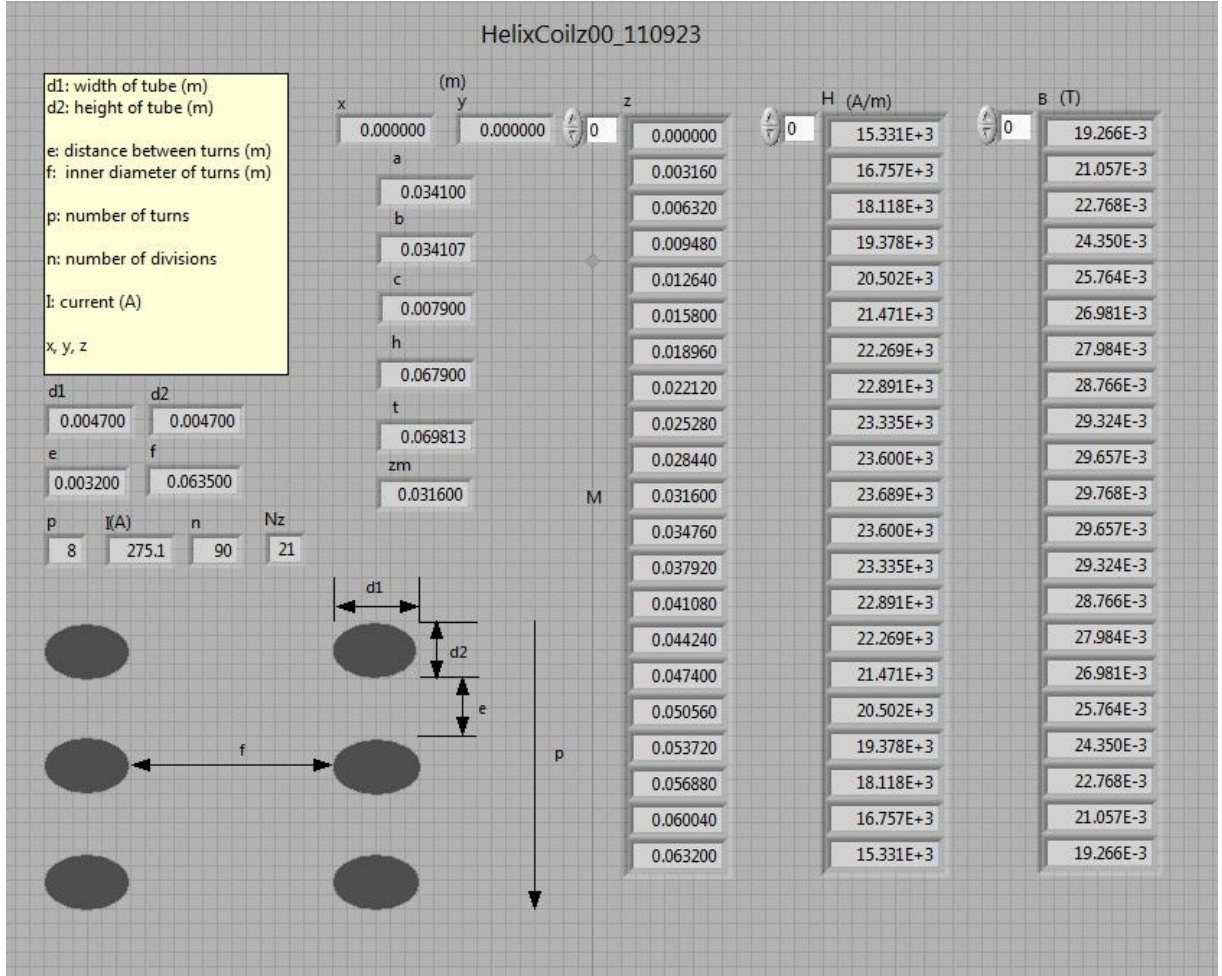 HelixCoilz00_110923
d1: width of tube (m)
d2: height of tube (m)
e: distance between turns (m)
f: inner diameter of turns (m)
p: number of turns
n: number of divisions
I: current (A)
x, y, z
d1 d2
0.004700 0.004700
e f
0.003200 0.063500
p I(A) n Nz
8 275.1 90 21
(m)
x y
0.000000 0.000000
a
0.034100
b
0.034107
c
0.007900
h
0.067900
t
0.069813
zm
0.031600
M
z H (A/m) B (T)
0 0.000000 0 15.331E+3 0 19.266E-3
0.003160 16.757E+3 21.057E-3
0.006320 18.118E+3 22.768E-3
0.009480 19.378E+3 24.350E-3
0.012640 20.502E+3 25.764E-3
0.015800 21.471E+3 26.981E-3
0.018960 22.269E+3 27.984E-3
0.022120 22.891E+3 28.766E-3
0.025280 23.335E+3 29.324E-3
0.028440 23.600E+3 29.657E-3
0.031600 23.689E+3 29.768E-3
0.034760 23.600E+3 29.657E-3
0.037920 23.335E+3 29.324E-3
0.041080 22.891E+3 28.766E-3
0.044240 22.269E+3 27.984E-3
0.047400 21.471E+3 26.981E-3
0.050560 20.502E+3 25.764E-3
0.053720 19.378E+3 24.350E-3
0.056880 18.118E+3 22.768E-3
0.060040 16.757E+3 21.057E-3
0.063200 15.331E+3 19.266E-3
d1
d2
e
f
p